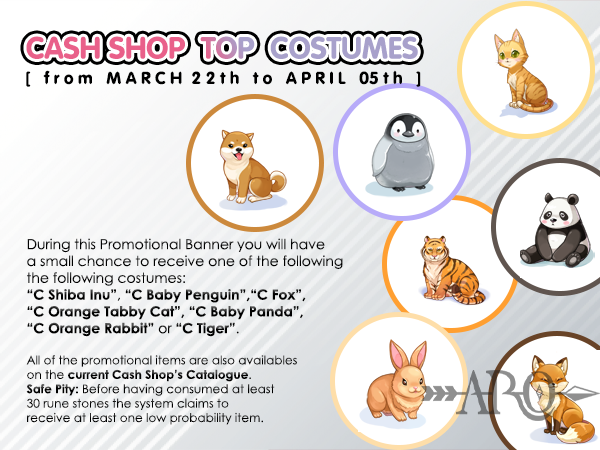 CASH SHOP TOP COSTUMES
[ from MARCH 22th to APRIL 05th ]
During this Promotional Banner you will have
a small chance to receive one of the following
the following costumes:
“C Shiba Inu”, “C Baby Penguin”,“C Fox”,
“C Orange Tabby Cat”, “C Baby Panda”,
“C Orange Rabbit” or “C Tiger”.
All of the promotional items are also availables
on the current Cash Shop’s Catalogue.
Safe Pity: Before having consumed at least
30 rune stones the system claims to
receive at least one low probability item.
ARO